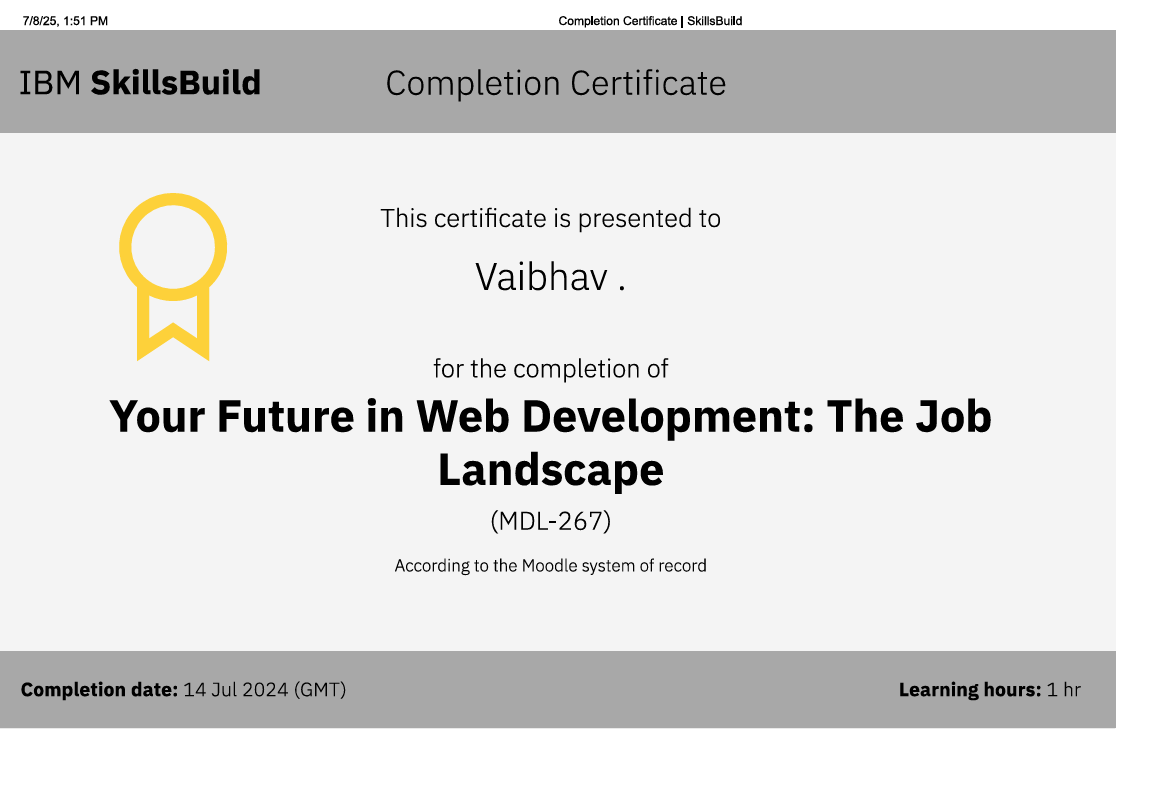 7/8/25, 1:51 PM
Completion Certificate | SkillsBuild
IBM SkillsBuild
Completion Certificate
This certificate is presented to
Vaibhav .
for the completion of
Your Future in Web Development: The Job
Landscape
(MDL-267)
According to the Moodle system of record
Completion date: 14 Jul 2024 (GMT)
Learning hours: 1 hr